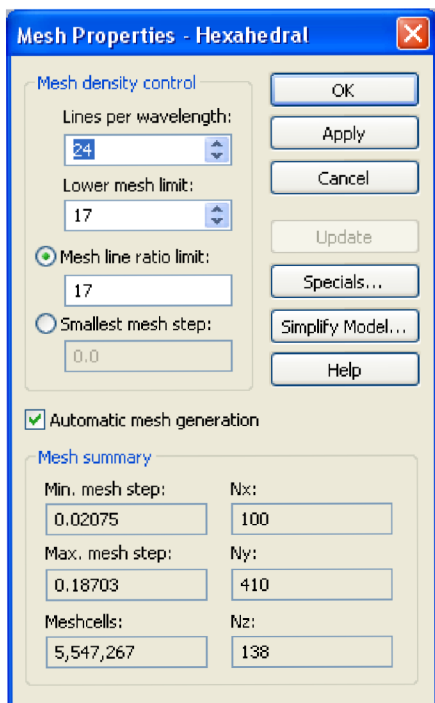 Mesh Properties - Hexahedral
Mesh density control
Lines per wavelength:
24
Lower mesh limit:
17
Mesh line ratio limit:
17
Smallest mesh step:
0.0
OK
Apply
Cancel
Update
Specials...
Simplify Model...
Help
Automatic mesh generation
Mesh summary
Min. mesh step:
0.02075
Nx:
100
Max. mesh step:
0.18703
Ny:
410
Meshcells:
5,547,267
Nz:
138